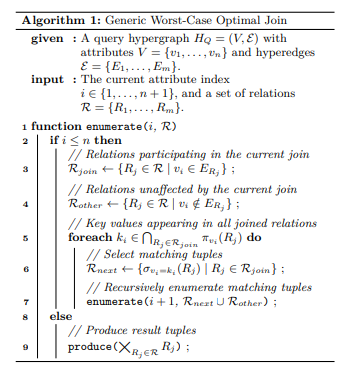 Algorithm 1: Generic Worst-Case Optimal Join
given : A query hypergraph H_Q = (V, ℰ) with
attributes V = {v_1, . . . , v_n} and hyperedges
ℰ = {E_1, . . . , E_m}.
input : The current attribute index
i ∈ {1, . . . , n + 1}, and a set of relations
ℛ = {R_1, . . . , R_m}.
1 function enumerate(i, ℛ)
2 if i ≤ n then
// Relations participating in the current join
3 ℛ_join ← {R_j ∈ ℛ | v_i ∈ E_{R_j}} ;
// Relations unaffected by the current join
4 ℛ_other ← {R_j ∈ ℛ | v_i ∉ E_{R_j}} ;
// Key values appearing in all joined relations
5 foreach k_i ∈ ⋂_{R_j ∈ ℛ_join} π_{v_i}(R_j) do
// Select matching tuples
6 ℛ_next ← {σ_{v_i=k_i}(R_j) | R_j ∈ ℛ_join} ;
// Recursively enumerate matching tuples
7 enumerate(i + 1, ℛ_next ∪ ℛ_other) ;
8 else
// Produce result tuples
9 produce(⨉_{R_j ∈ ℛ} R_j) ;